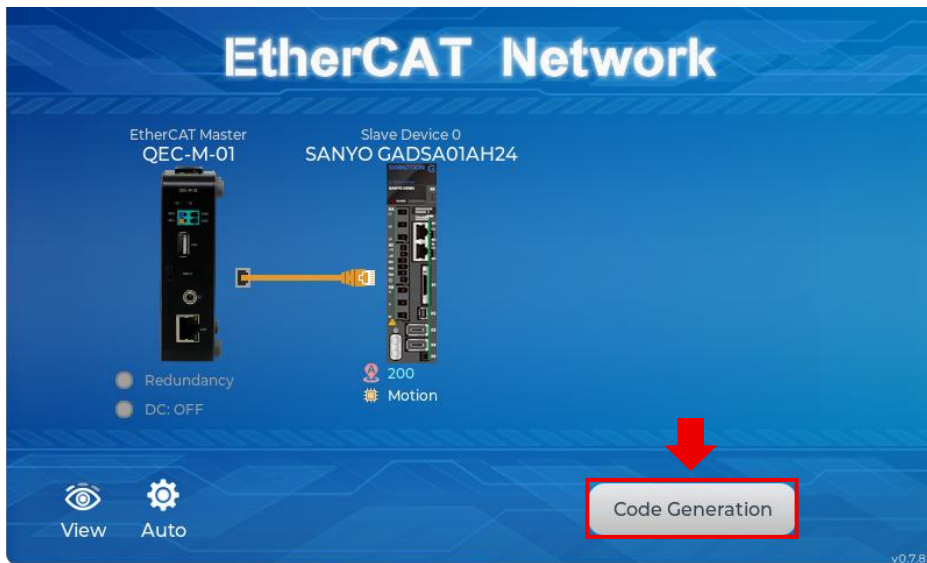 EtherCAT Network
EtherCAT Master
QEC-M-01
Slave Device 0
SANYO GADSA01AH24
Redundancy
DC: OFF
200
Motion
View
Auto
Code Generation
v0.7.8